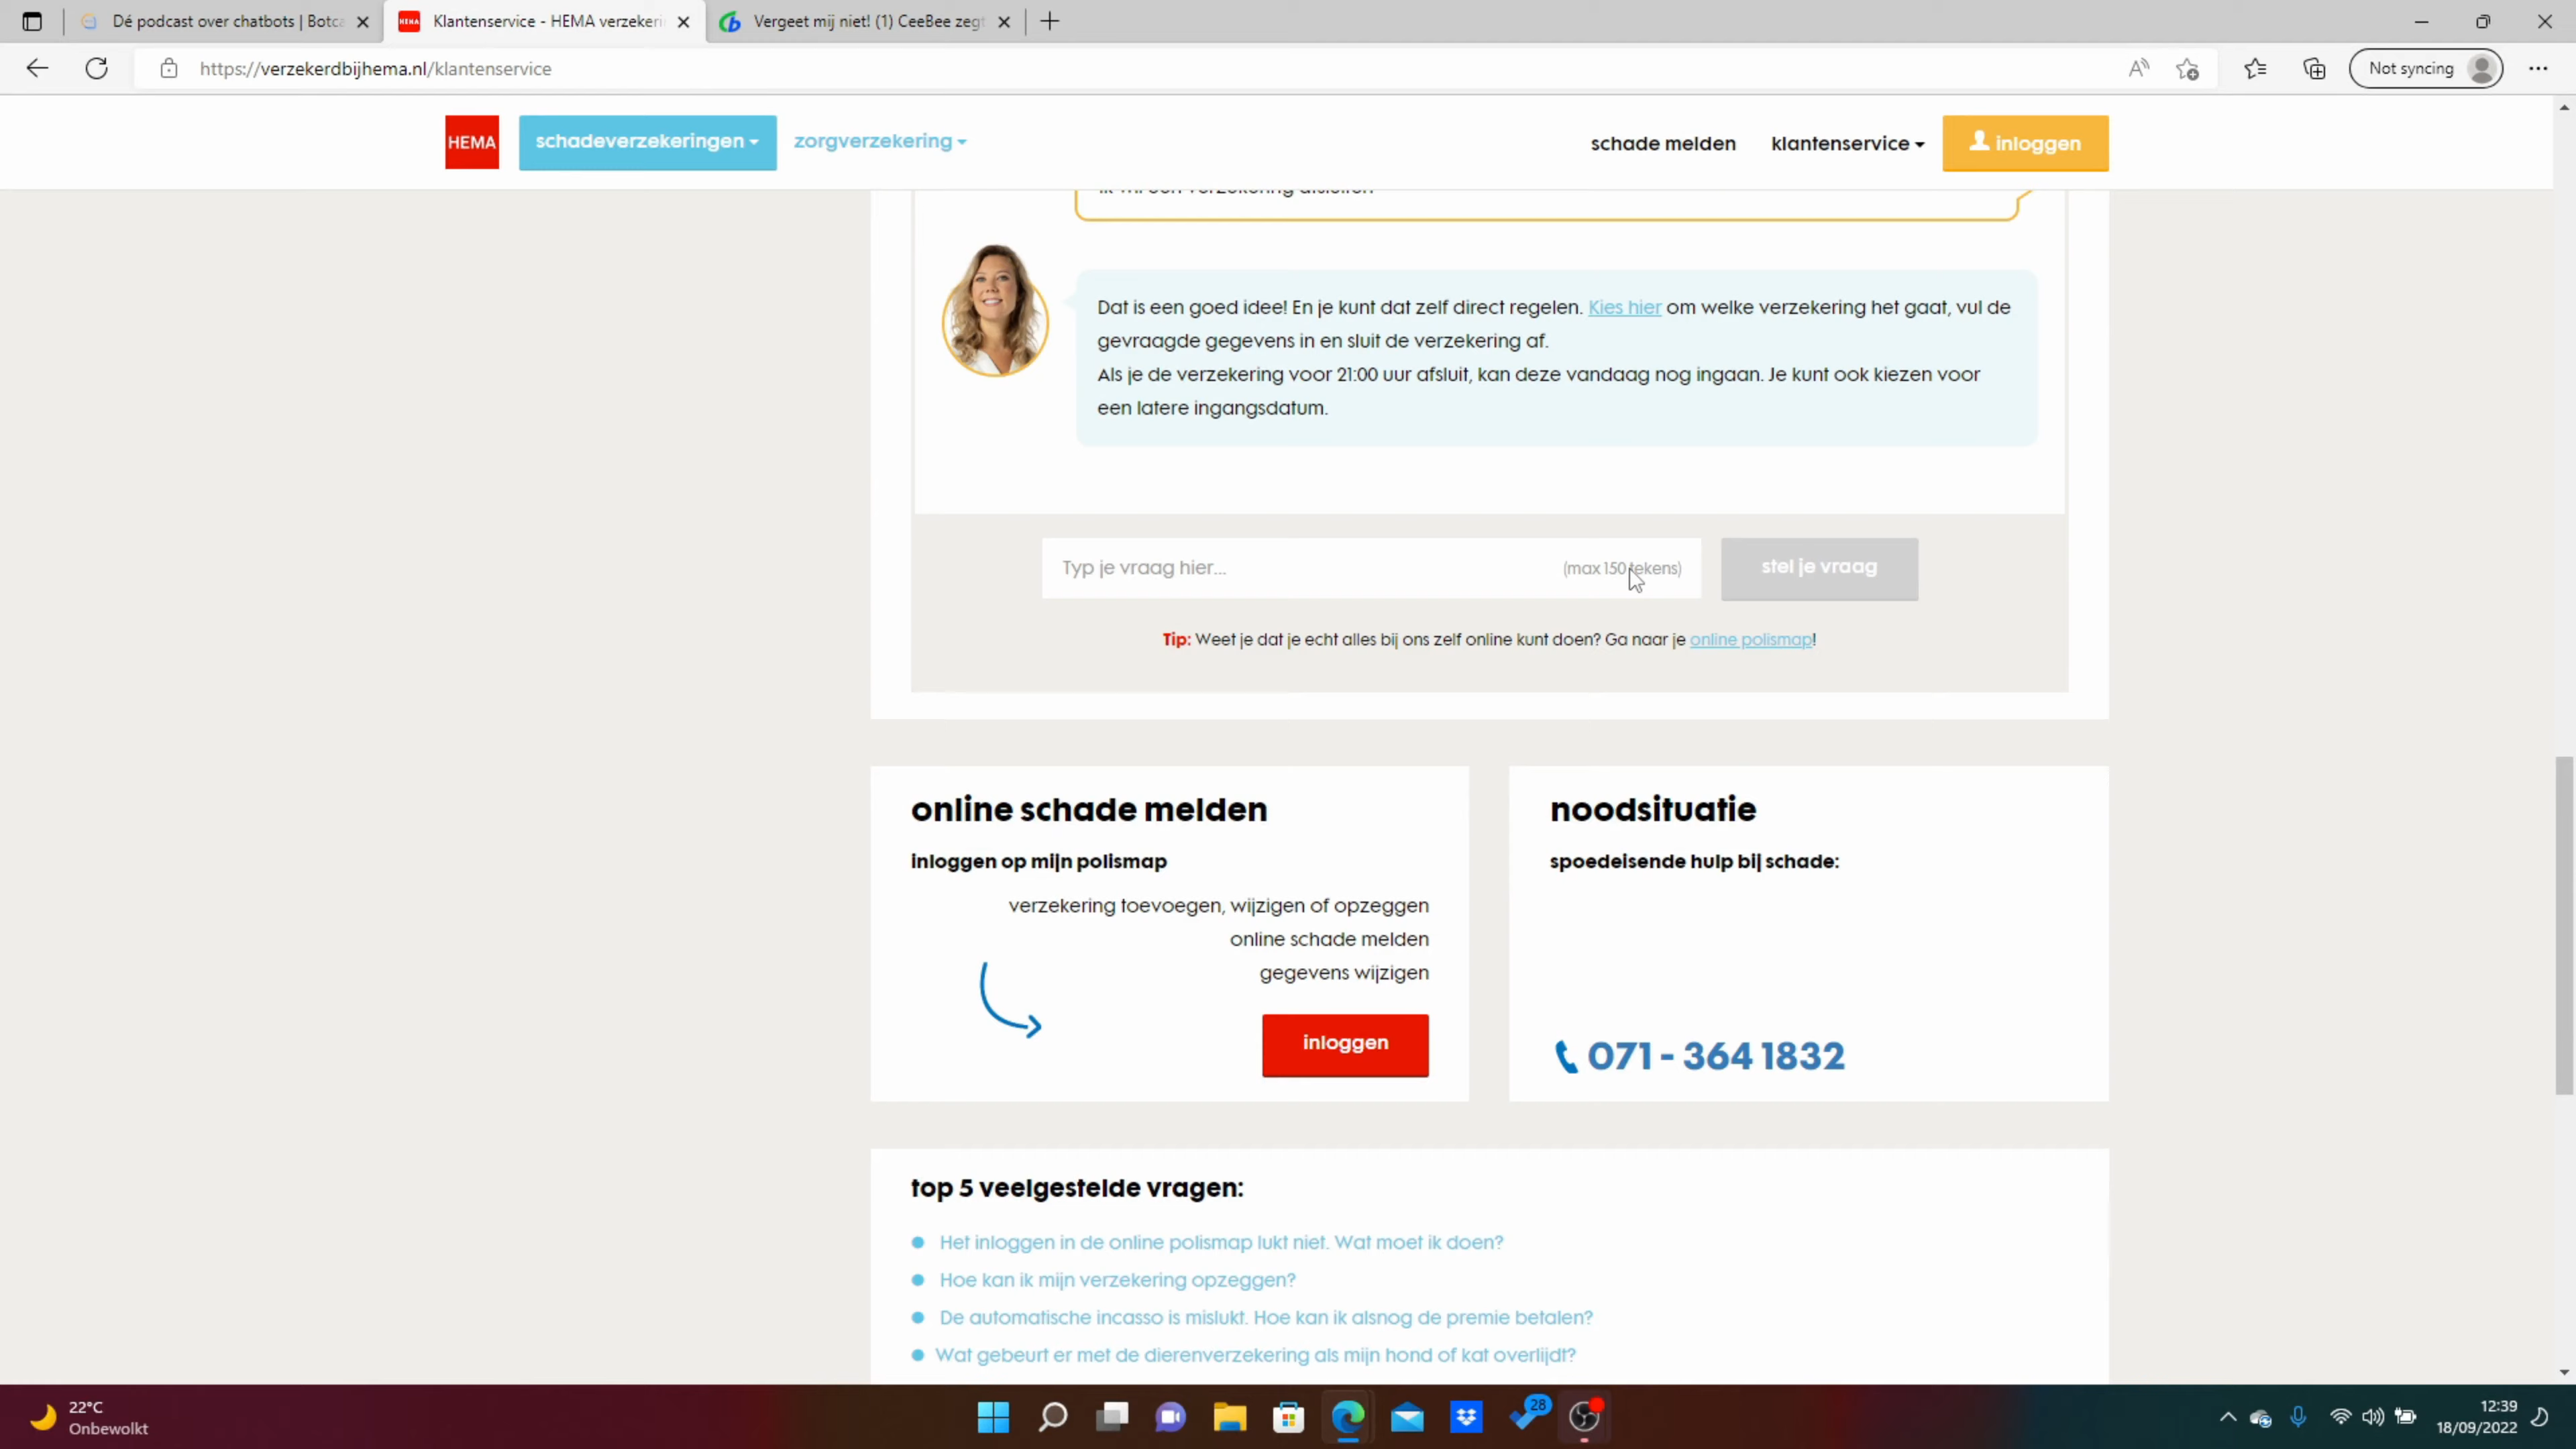 Dé podcast over chatbots | Botca
Klantenservice - HEMA verzekeri
Vergeet mij niet! (1) CeeBee zegt
https://verzekerdbijhema.nl/klantenservice
Not syncing
HEMA
schadeverzekeringen
zorgverzekering
schade melden
klantenservice
inloggen
Ik wil een verzekering afsluiten
Dat is een goed idee! En je kunt dat zelf direct regelen. Kies hier om welke verzekering het gaat, vul de
gevraagde gegevens in en sluit de verzekering af.
Als je de verzekering voor 21:00 uur afsluit, kan deze vandaag nog ingaan. Je kunt ook kiezen voor
een latere ingangsdatum.
Typ je vraag hier...
(max 150 tekens)
stel je vraag
Tip: Weet je dat je echt alles bij ons zelf online kunt doen? Ga naar je online polismap!
online schade melden
inloggen op mijn polismap
verzekering toevoegen, wijzigen of opzeggen
online schade melden
gegevens wijzigen
inloggen
noodsituatie
spoedeisende hulp bij schade:
071 - 364 1832
top 5 veelgestelde vragen:
Het inloggen in de online polismap lukt niet. Wat moet ik doen?
Hoe kan ik mijn verzekering opzeggen?
De automatische incasso is mislukt. Hoe kan ik alsnog de premie betalen?
Wat gebeurt er met de dierenverzekering als mijn hond of kat overlijdt?
22°C
Onbewolkt
28
12:39
18/09/2022